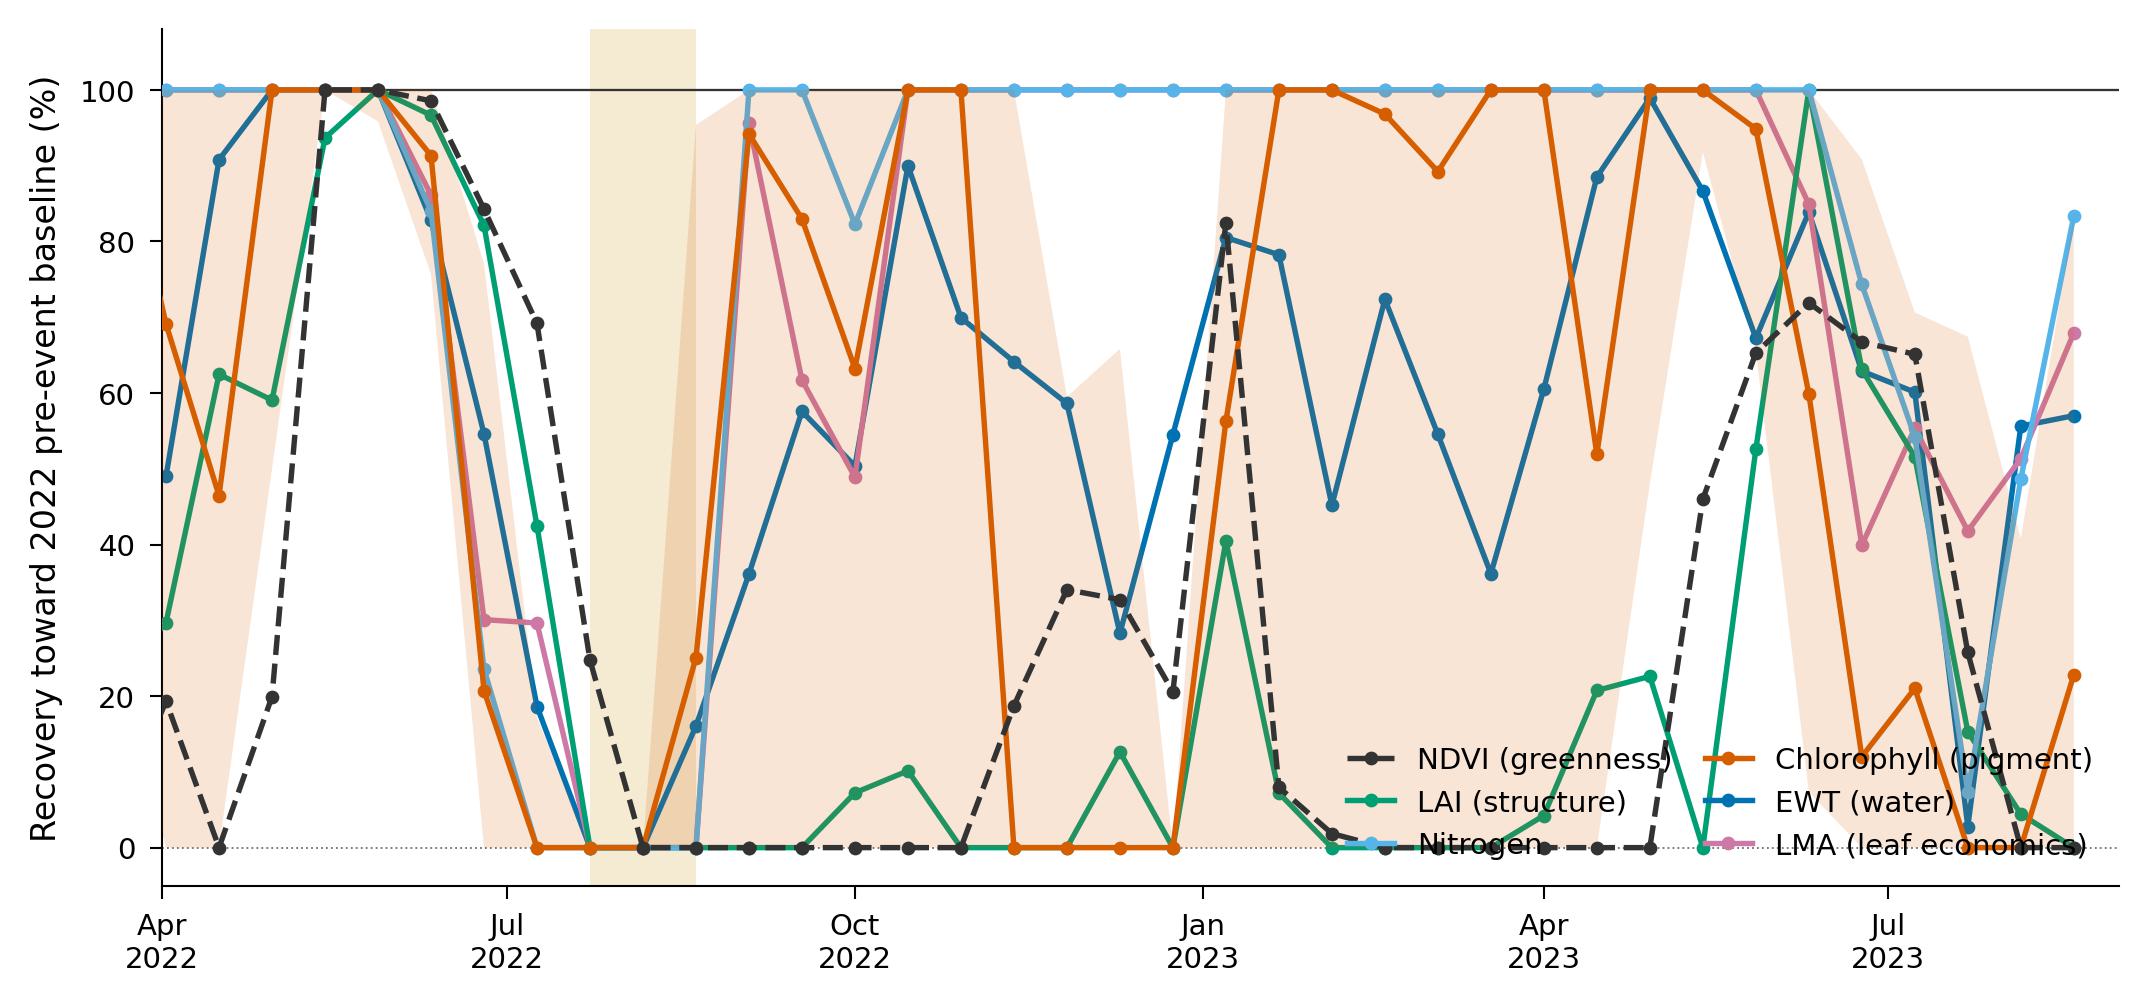 Recovery toward 2022 pre-event baseline (%)
100
80
60
40
20
0
NDVI (greenness)
LAI (structure)
Nitrogen
Chlorophyll (pigment)
EWT (water)
LMA (leaf economics)
Apr
2022
Jul
2022
Oct
2022
Jan
2023
Apr
2023
Jul
2023